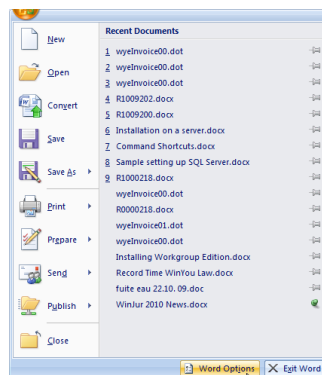 New
Open
Convert
Save
Save As
Print
Prepare
Send
Publish
Close
Recent Documents
1 wyeInvoice00.dot
2 wyeInvoice00.dot
3 wyeInvoice00.dot
4 R1009202.docx
5 R1009200.docx
6 Installation on a server.docx
7 Command Shortcuts.docx
8 Sample setting up SQL Server.docx
9 R1000218.docx
wyeInvoice00.dot
R0000218.docx
wyeInvoice01.dot
wyeInvoice00.dot
Installing Workgroup Edition.docx
Record Time WinYou Law.docx
fuite eau 22.10. 09.doc
WinJur 2010 News.docx
Word Options
Exit Word